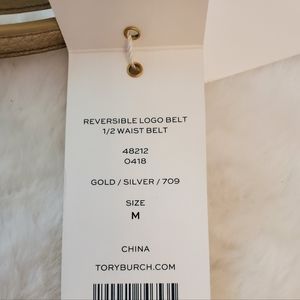 REVERSIBLE LOGO BELT
1/2 WAIST BELT
48212
0418
GOLD / SILVER / 709
SIZE
M
CHINA
TORYBURCH.COM